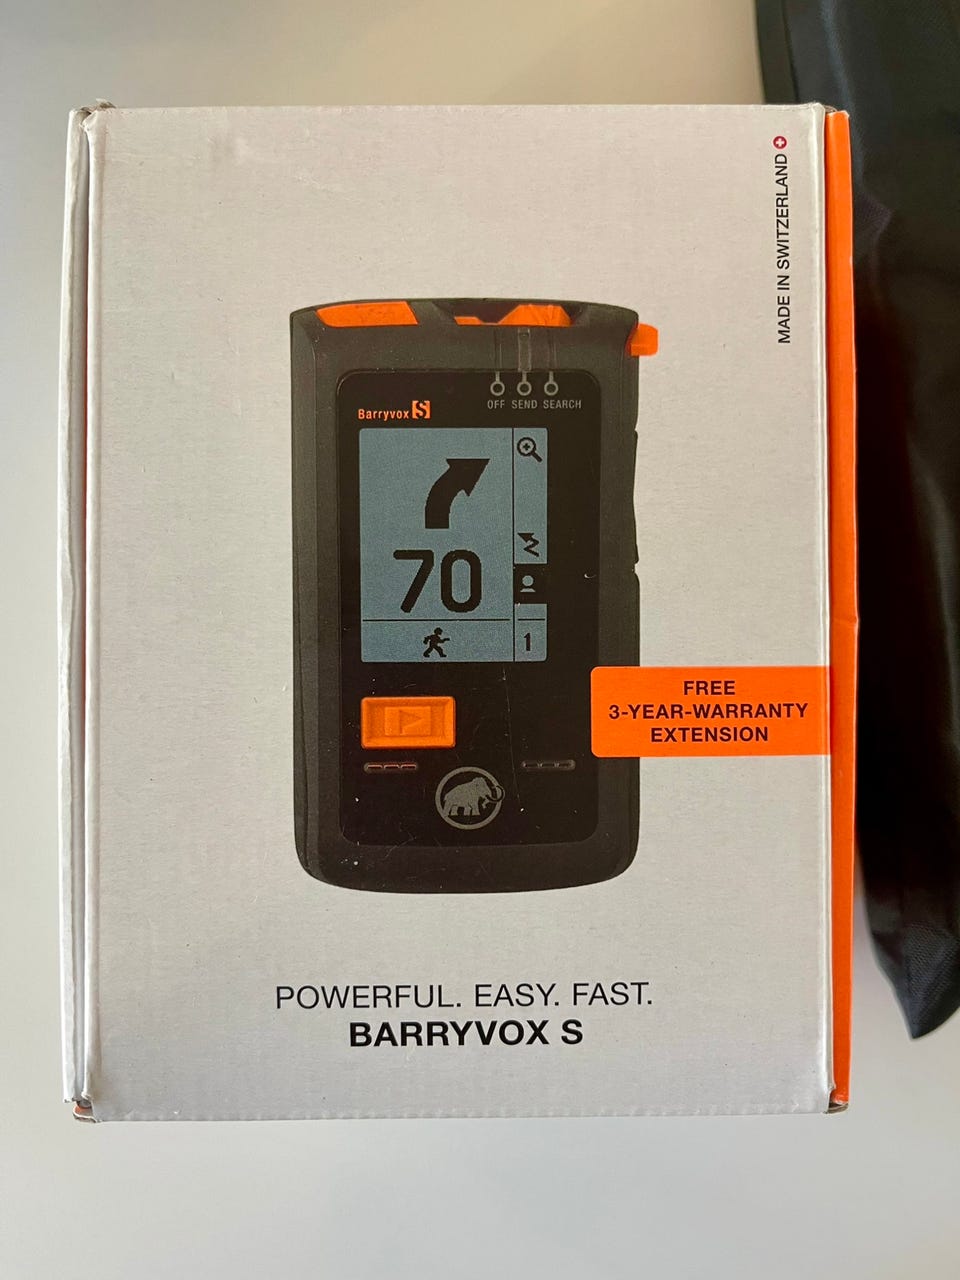 MADE IN SWITZERLAND
Barryvox S
OFF SEND SEARCH
70
1
FREE
3-YEAR-WARRANTY
EXTENSION
POWERFUL. EASY. FAST.
BARRYVOX S